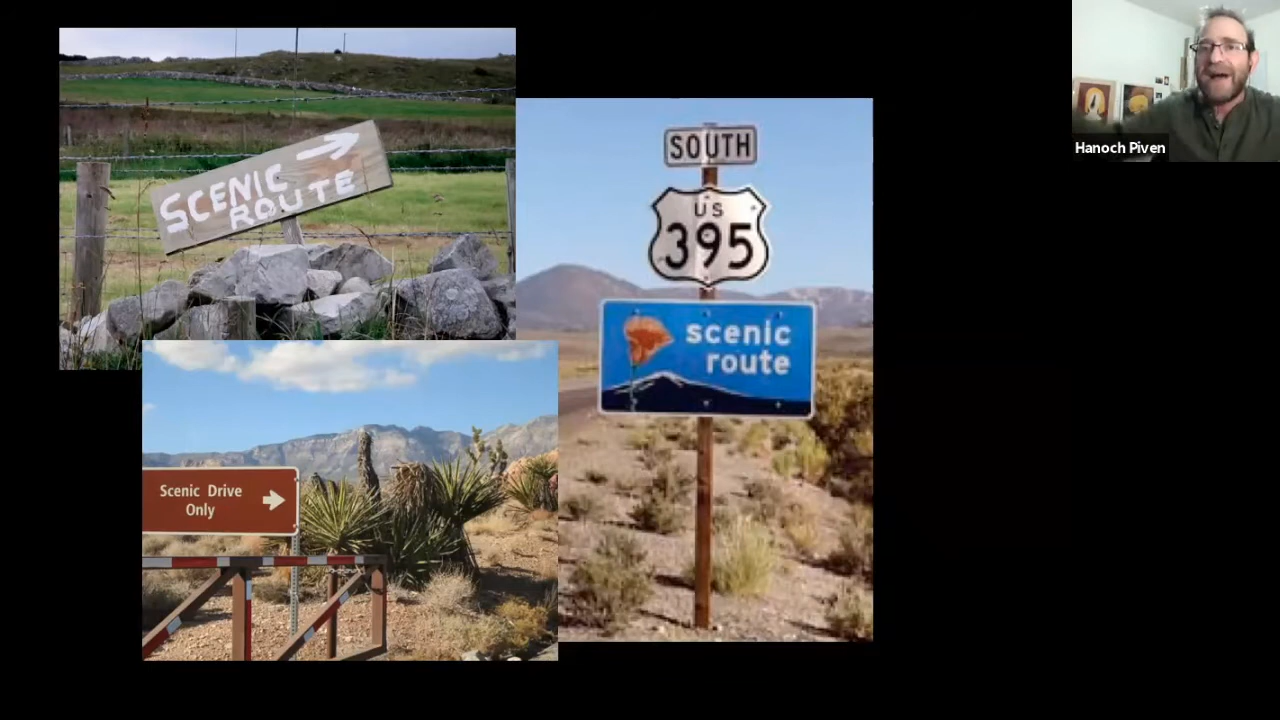 SCENIC
ROUTE
SOUTH
US
395
scenic
route
Scenic Drive
Only
Hanoch Piven